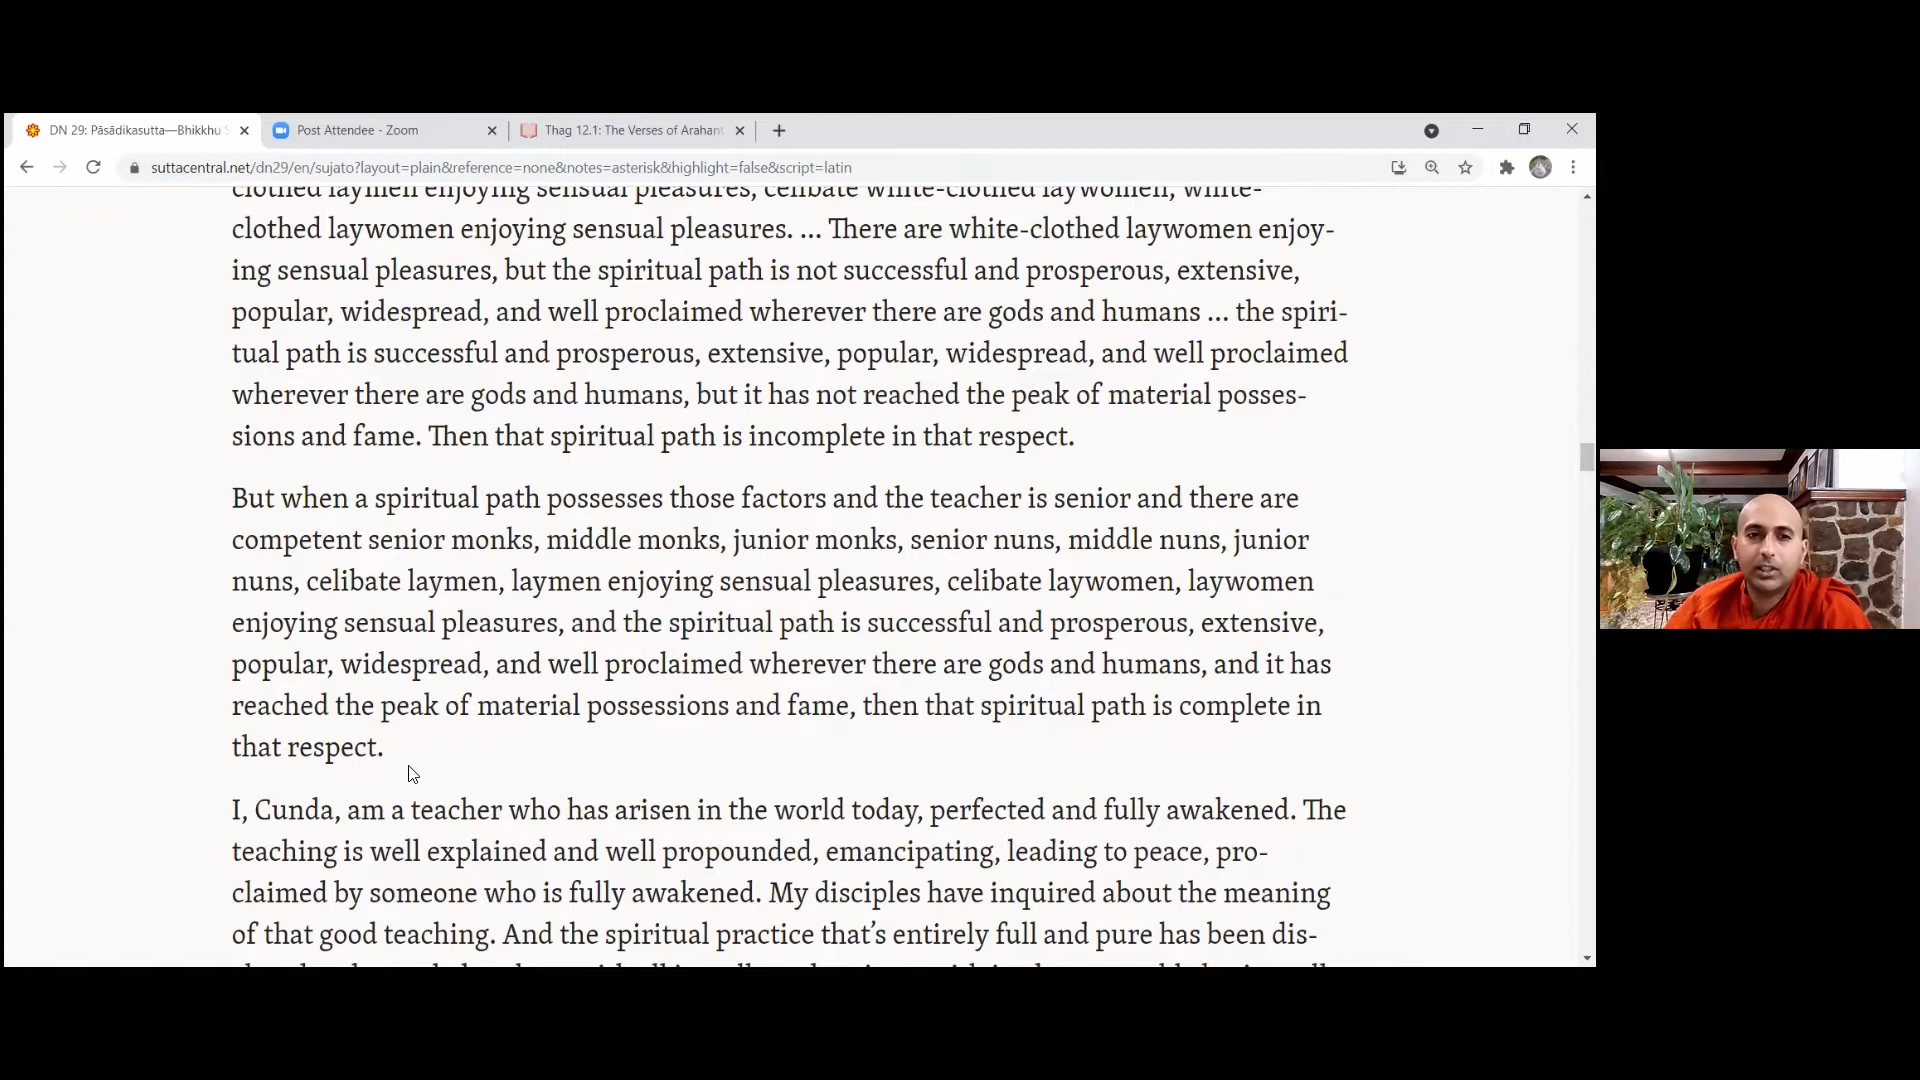 DN 29: Pāsādikasutta—Bhikkhu S
Post Attendee - Zoom
Thag 12.1: The Verses of Arahant
suttacentral.net/dn29/en/sujato?layout=plain&reference=none&notes=asterisk&highlight=false&script=latin
clothed laymen enjoying sensual pleasures, celibate white-clothed laywomen, white-
clothed laywomen enjoying sensual pleasures. … There are white-clothed laywomen enjoy-
ing sensual pleasures, but the spiritual path is not successful and prosperous, extensive,
popular, widespread, and well proclaimed wherever there are gods and humans … the spiri-
tual path is successful and prosperous, extensive, popular, widespread, and well proclaimed
wherever there are gods and humans, but it has not reached the peak of material posses-
sions and fame. Then that spiritual path is incomplete in that respect.
But when a spiritual path possesses those factors and the teacher is senior and there are
competent senior monks, middle monks, junior monks, senior nuns, middle nuns, junior
nuns, celibate laymen, laymen enjoying sensual pleasures, celibate laywomen, laywomen
enjoying sensual pleasures, and the spiritual path is successful and prosperous, extensive,
popular, widespread, and well proclaimed wherever there are gods and humans, and it has
reached the peak of material possessions and fame, then that spiritual path is complete in
that respect.
I, Cunda, am a teacher who has arisen in the world today, perfected and fully awakened. The
teaching is well explained and well propounded, emancipating, leading to peace, pro-
claimed by someone who is fully awakened. My disciples have inquired about the meaning
of that good teaching. And the spiritual practice that’s entirely full and pure has been dis-